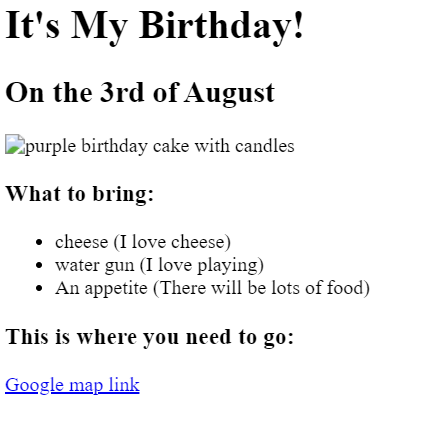 It's My Birthday!
On the 3rd of August
purple birthday cake with candles
What to bring:
cheese (I love cheese)
water gun (I love playing)
An appetite (There will be lots of food)
This is where you need to go:
Google map link